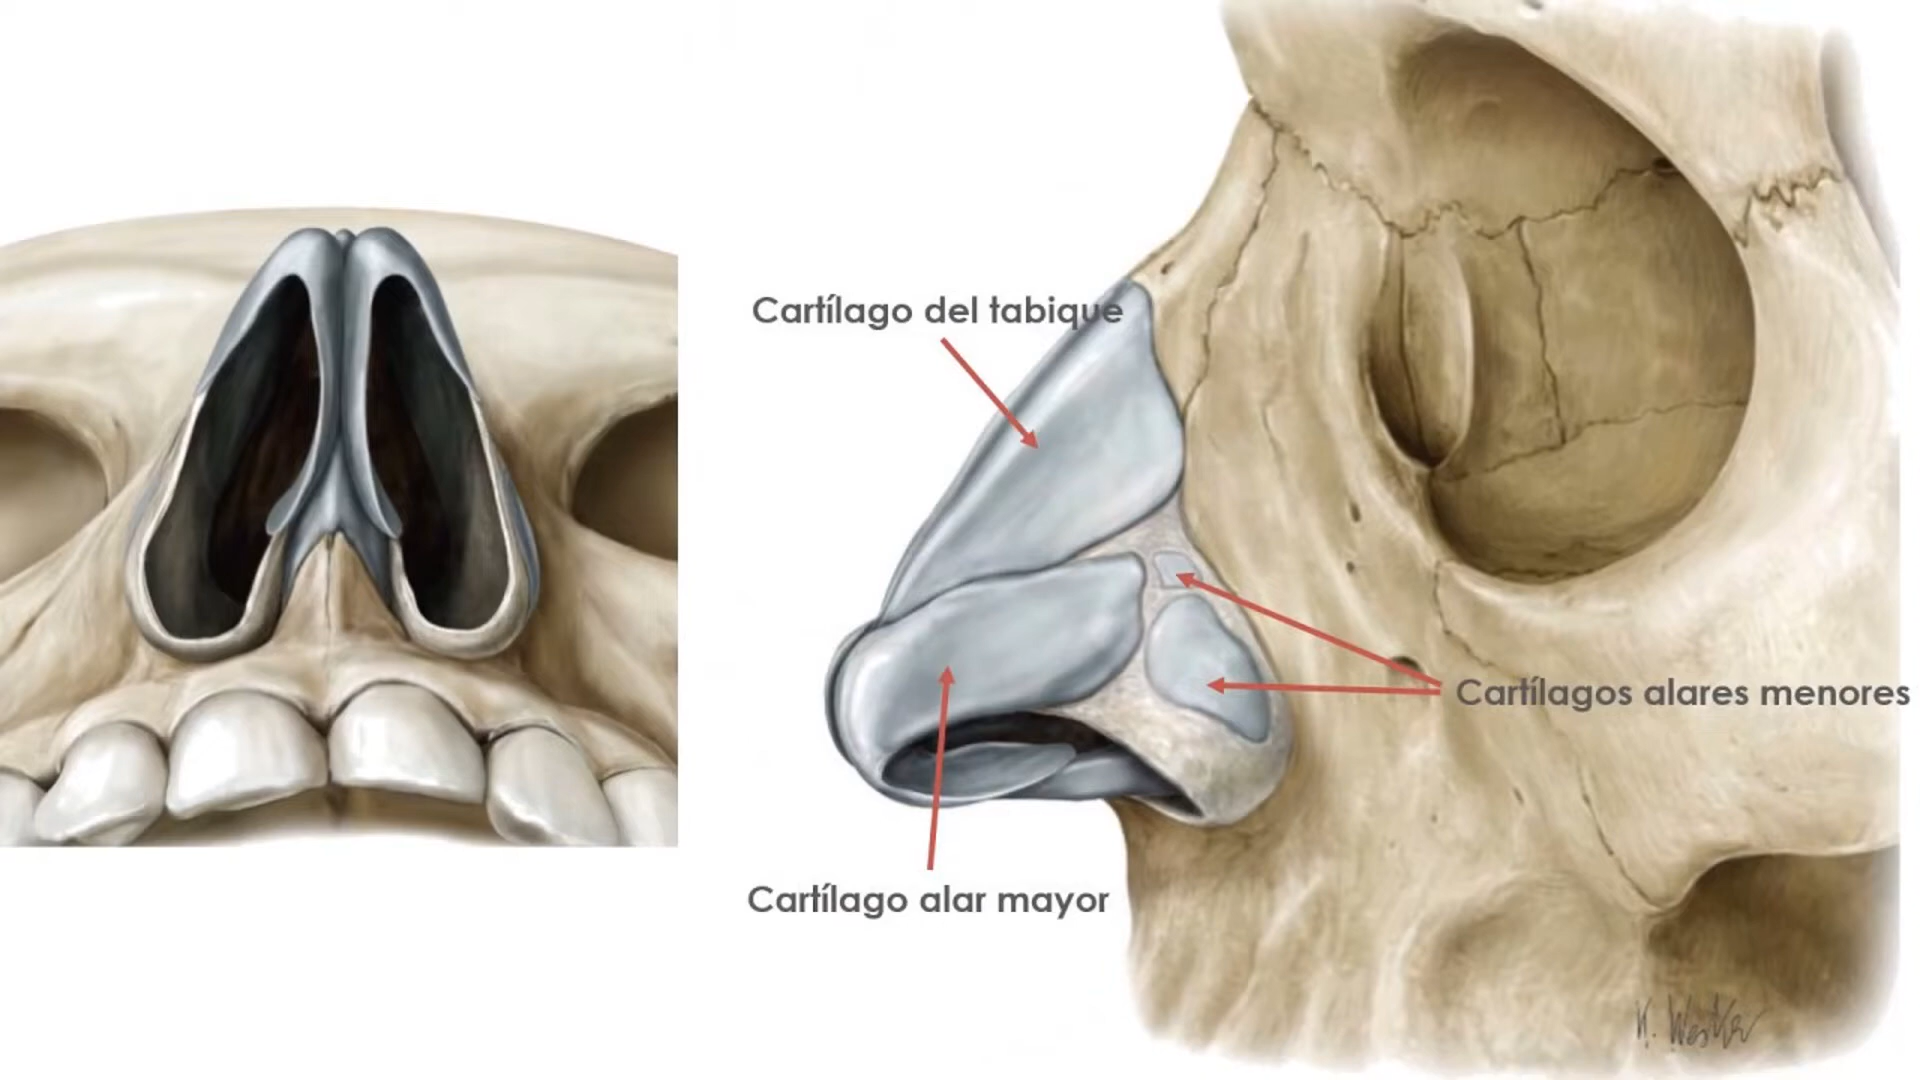 Cartílago del tabique
Cartílagos alares menores
Cartílago alar mayor